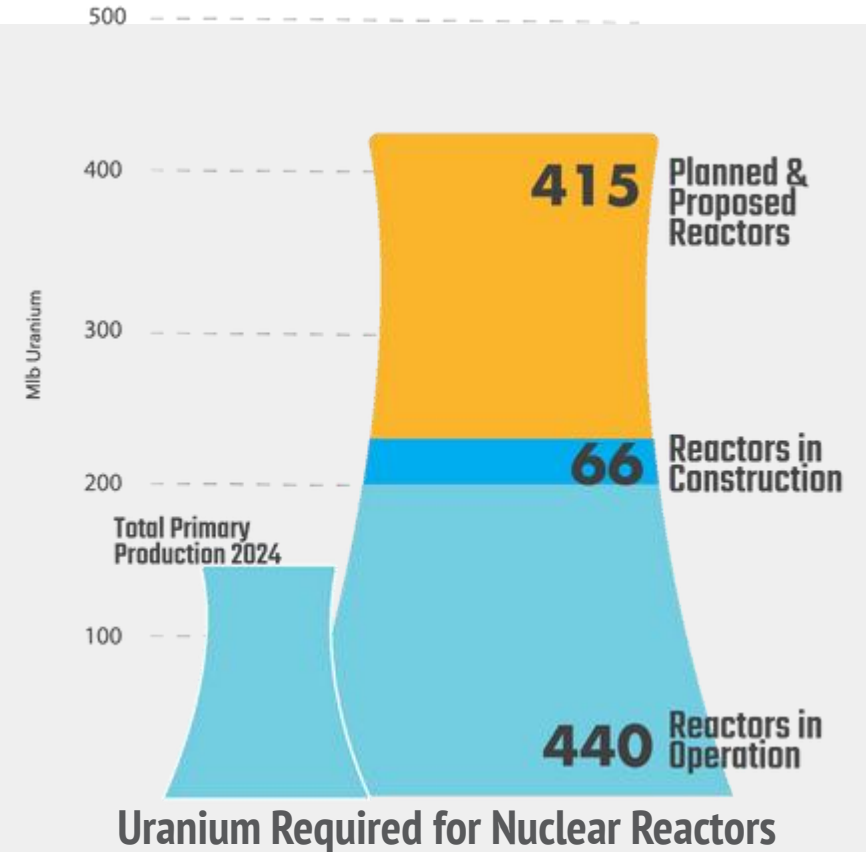 500
400
300
200
100
Mlb Uranium
415
Planned &
Proposed
Reactors
66
Reactors in
Construction
Total Primary
Production 2024
440
Reactors in
Operation
Uranium Required for Nuclear Reactors